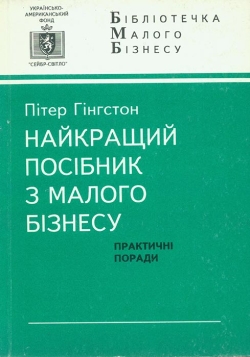 УКРАЇНСЬКО-
АМЕРИКАНСЬКИЙ
ФОНД
"СЕЙБР-СВІТЛО"
БІБЛІОТЕЧКА
МАЛОГО
БІЗНЕСУ
Пітер Гінгстон
НАЙКРАЩИЙ
ПОСІБНИК
З МАЛОГО
БІЗНЕСУ
ПРАКТИЧНІ
ПОРАДИ